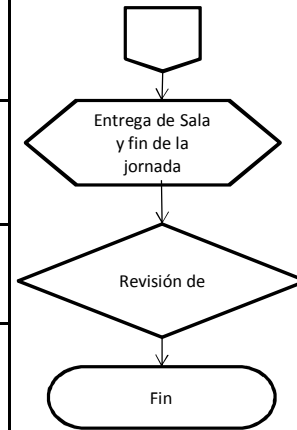 Entrega de Sala
y fin de la
jornada
Revisión de
Fin